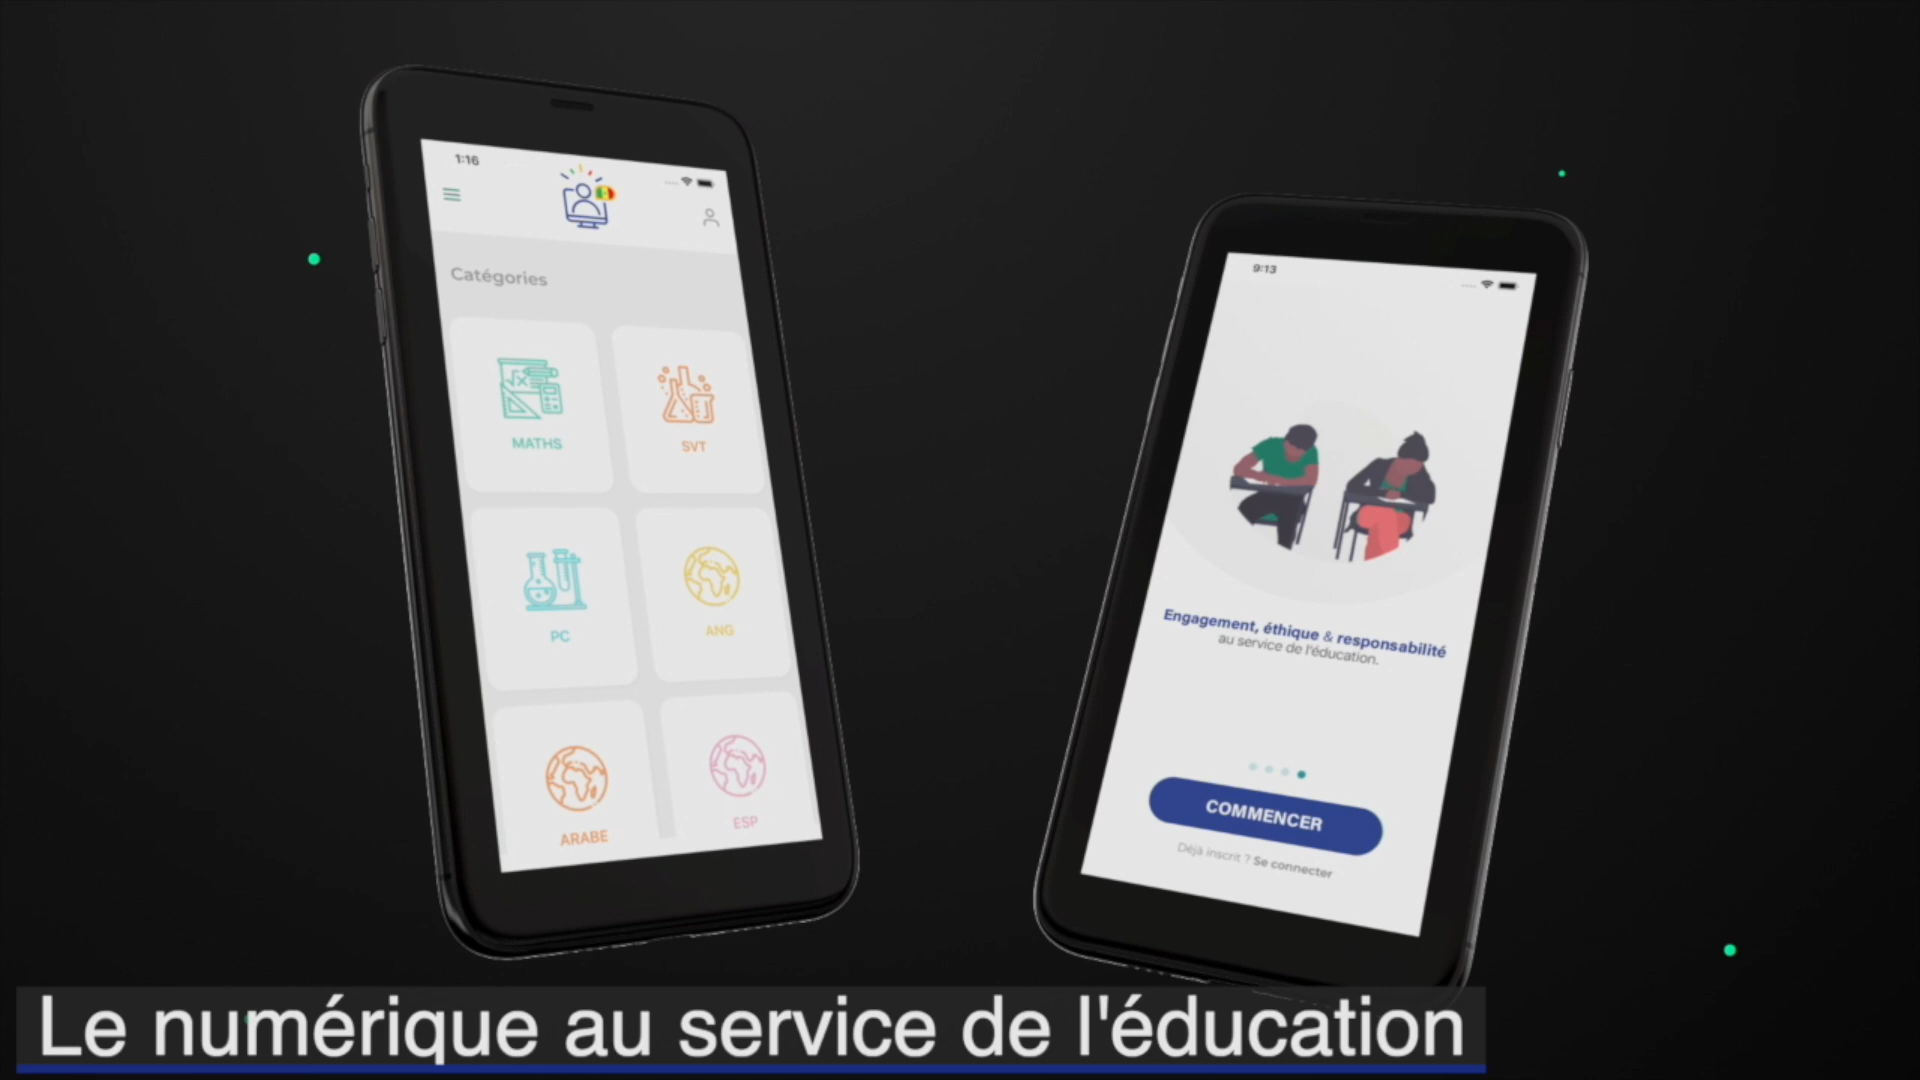 1:16
Catégories
MATHS
SVT
PC
ANG
ARABE
ESP
9:13
Engagement, éthique & responsabilité
au service de l'éducation.
COMMENCER
Déjà inscrit ? Se connecter
Le numérique au service de l'éducation